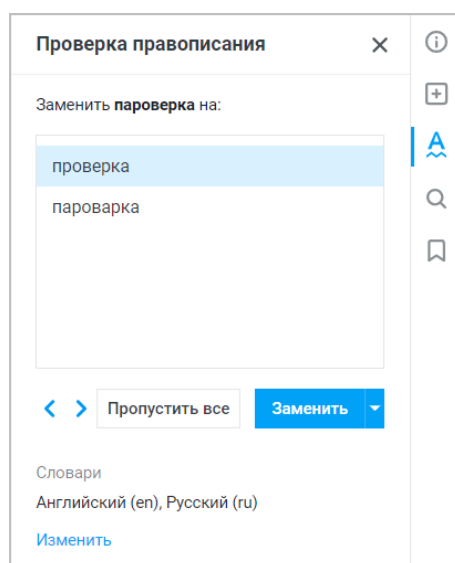 Проверка правописания
Заменить пароверка на:
проверка
пароварка
Пропустить все
Заменить
Словари
Английский (en), Русский (ru)
Изменить